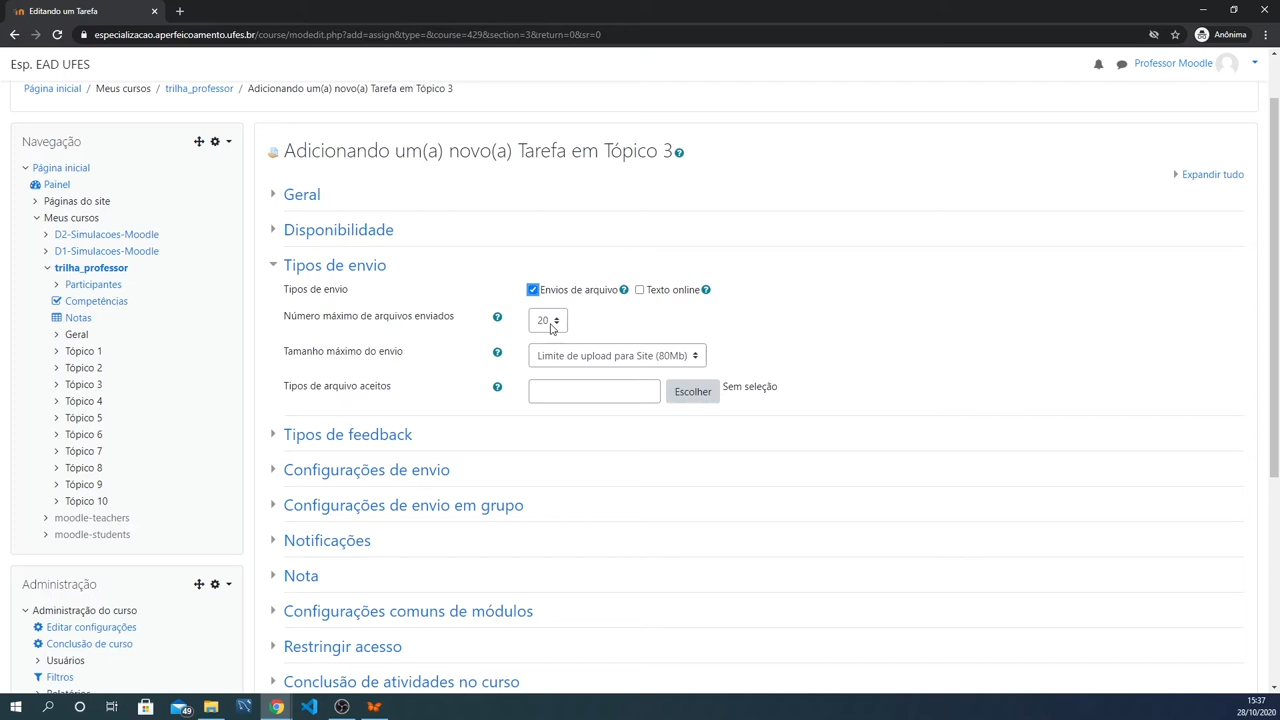 Editando um Tarefa
especializacao.aperfeicoamento.ufes.br/course/modedit.php?add=assign&type=&course=429&section=3&return=0&sr=0
Anônima
Esp. EAD UFES
Professor Moodle
Página inicial / Meus cursos / trilha_professor / Adicionando um(a) novo(a) Tarefa em Tópico 3
Navegação
Página inicial
Painel
Páginas do site
Meus cursos
D2-Simulacoes-Moodle
D1-Simulacoes-Moodle
trilha_professor
Participantes
Competências
Notas
Geral
Tópico 1
Tópico 2
Tópico 3
Tópico 4
Tópico 5
Tópico 6
Tópico 7
Tópico 8
Tópico 9
Tópico 10
moodle-teachers
moodle-students
Administração
Administração do curso
Editar configurações
Conclusão de curso
Usuários
Filtros
Relatórios
Adicionando um(a) novo(a) Tarefa em Tópico 3
Expandir tudo
Geral
Disponibilidade
Tipos de envio
Tipos de envio Envios de arquivo Texto online
Número máximo de arquivos enviados 20
Tamanho máximo do envio Limite de upload para Site (80Mb)
Tipos de arquivo aceitos Escolher Sem seleção
Tipos de feedback
Configurações de envio
Configurações de envio em grupo
Notificações
Nota
Configurações comuns de módulos
Restringir acesso
Conclusão de atividades no curso
49
15:37
28/10/2020